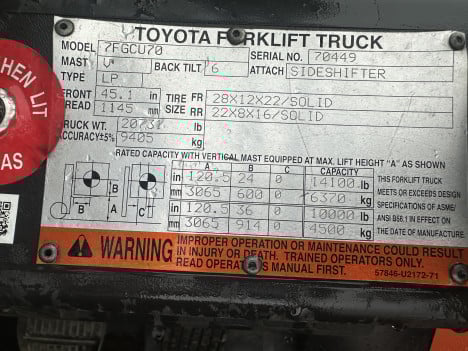 TOYOTA FORKLIFT TRUCK
MODEL 7FGCU70 SERIAL NO. 70449
MAST V* BACK TILT° 6 ATTACH SIDESHIFTER
TYPE LP
FRONT 45.1 in TIRE FR 28X12X22/SOLID
TREAD 1145 mm SIZE RR 22X8X16/SOLID
TRUCK WT. 20731 lb
ACCURACY±5% 9405 kg
RATED CAPACITY WITH VERTICAL MAST EQUIPPED AT MAX. LIFT HEIGHT "A" AS SHOWN
A B C CAPACITY
in 120.5 24 0 14100 lb
mm 3065 600 0 6370 kg
in 120.5 36 0 10000 lb
mm 3065 914 0 4500 kg
B
A B C
THIS FORKLIFT TRUCK
MEETS OR EXCEEDS DESIGN
SPECIFICATIONS OF ASME/
ANSI B56.1 IN EFFECT ON
THE DATE OF MANUFACTURE.
WARNING
IMPROPER OPERATION OR MAINTENANCE COULD RESULT
IN INJURY OR DEATH. TRAINED OPERATORS ONLY.
READ OPERATOR'S MANUAL FIRST.
57846-U2172-71
HEN LIT
AS